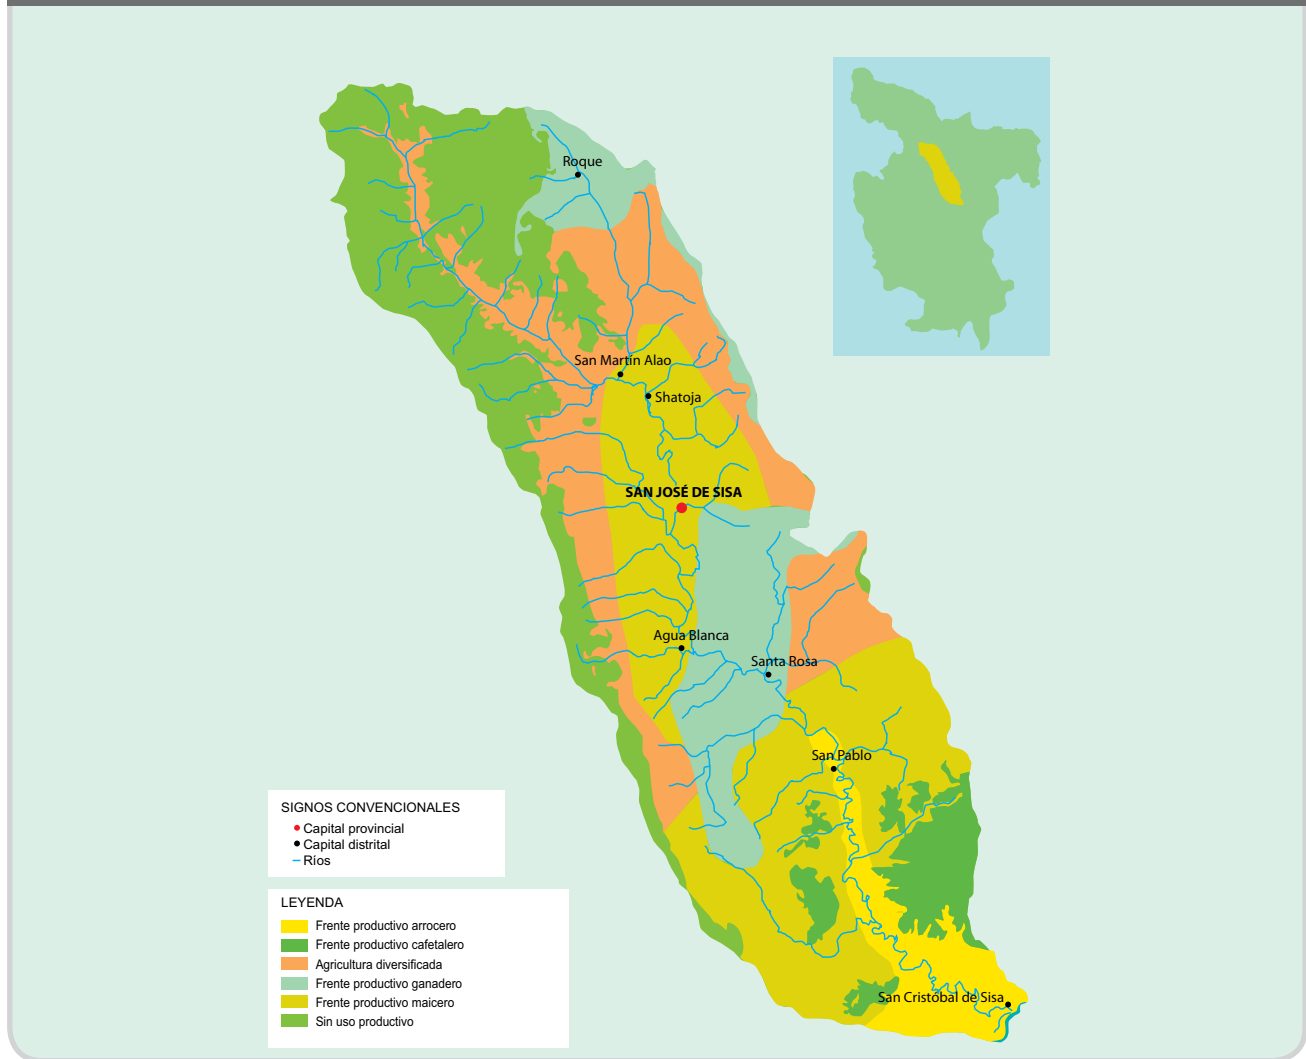 Roque
San Martín Alao
Shatoja
SAN JOSÉ DE SISA
Agua Blanca
Santa Rosa
San Pablo
San Cristóbal de Sisa
SIGNOS CONVENCIONALES
Capital provincial
Capital distrital
Ríos
LEYENDA
Frente productivo arrocero
Frente productivo cafetalero
Agricultura diversificada
Frente productivo ganadero
Frente productivo maicero
Sin uso productivo